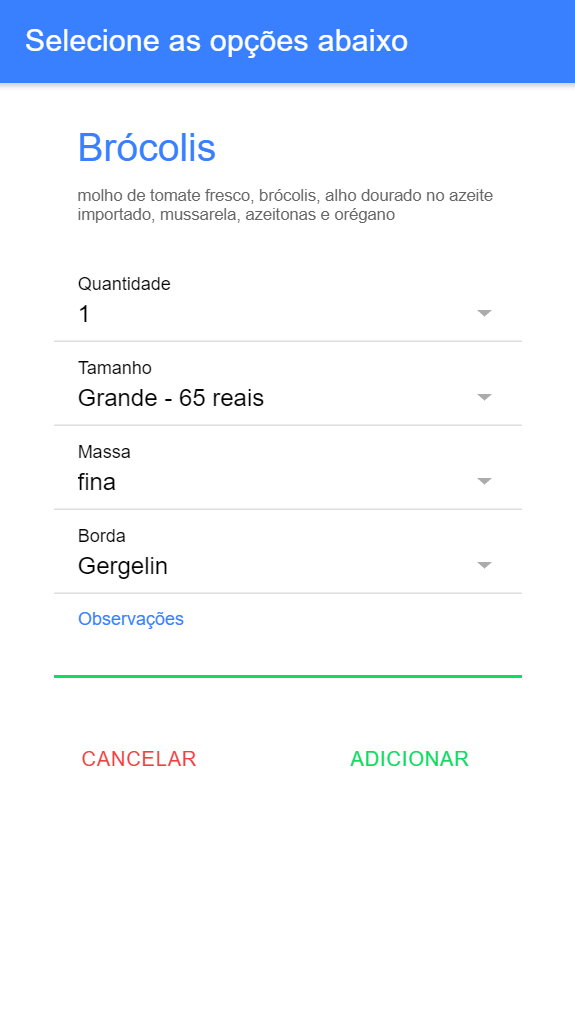 Selecione as opções abaixo
Brócolis
molho de tomate fresco, brócolis, alho dourado no azeite
importado, mussarela, azeitonas e orégano
Quantidade
1
Tamanho
Grande - 65 reais
Massa
fina
Borda
Gergelin
Observações
CANCELAR ADICIONAR